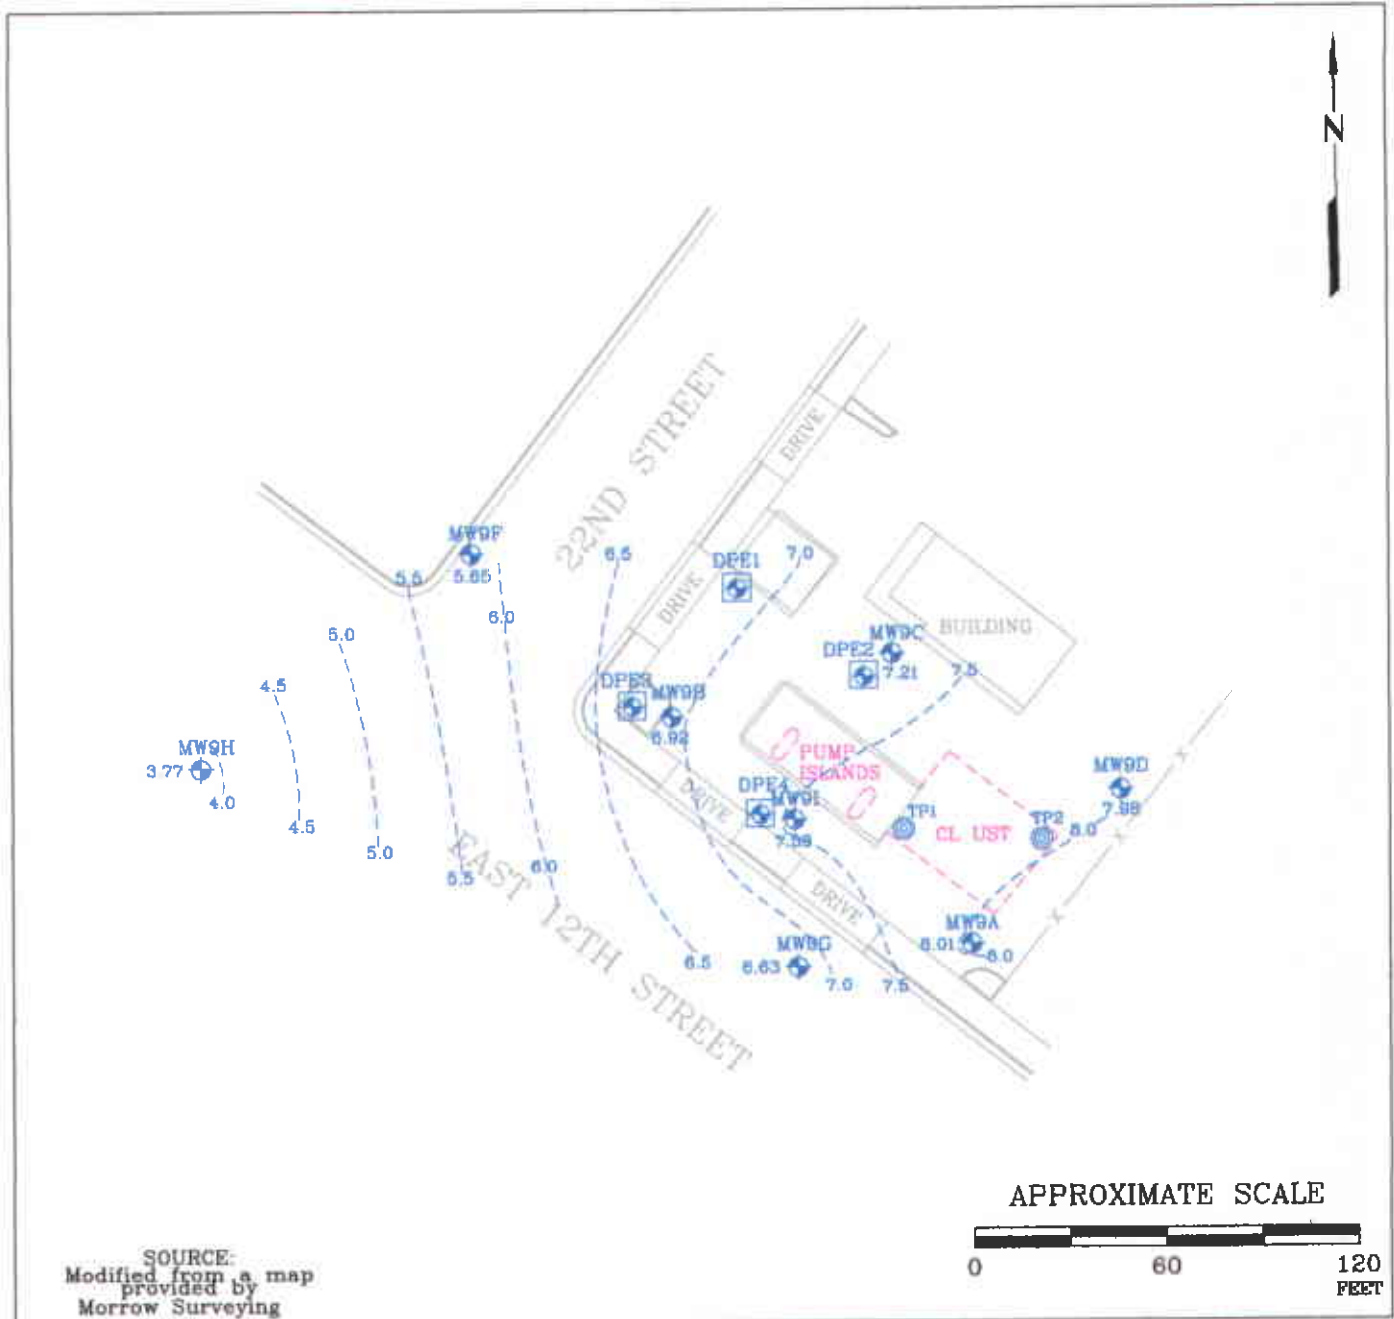 N
22ND STREET
DRIVE
MW9F
5.65
5.5
6.0
6.5
DPE1
7.0
DRIVE
5.0
BUILDING
MW9C
DPE2
7.21
7.5
4.5
DPE3
MW9B
6.92
MW9H
3.77
4.0
PUMP
ISLANDS
MW9D
7.98
DPE4
MW9I
DRIVE
TP1
TP2
CL UST
8.0
4.5
5.0
5.5
6.0
EAST 12TH STREET
DRIVE
MW9A
8.01
8.0
MW9G
6.63
6.5
7.0
7.5
APPROXIMATE SCALE
0 60 120
FEET
SOURCE:
Modified from a map
provided by
Morrow Surveying